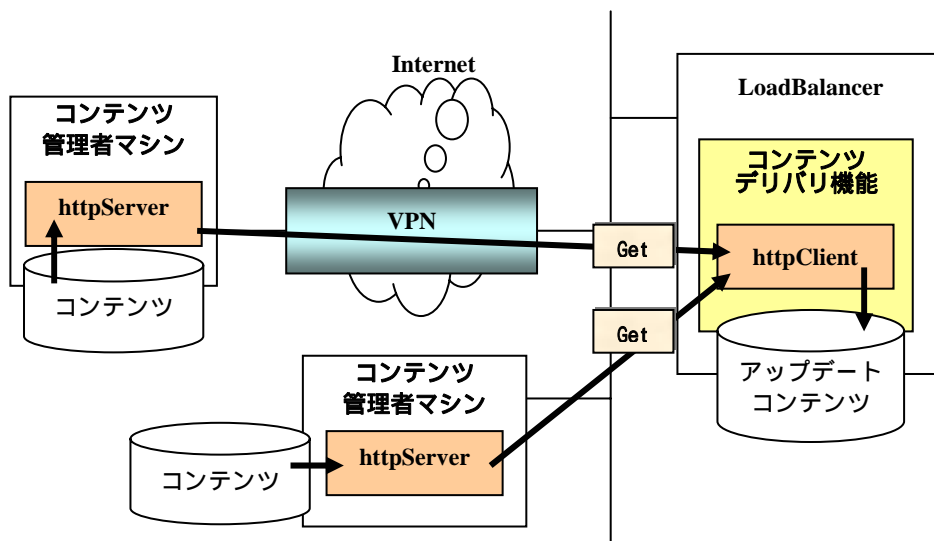 Internet
LoadBalancer
コンテンツ
管理者マシン
httpServer
コンテンツ
VPN
Get
Get
コンテンツ
デリバリ機能
httpClient
アップデート
コンテンツ
コンテンツ
管理者マシン
httpServer
コンテンツ